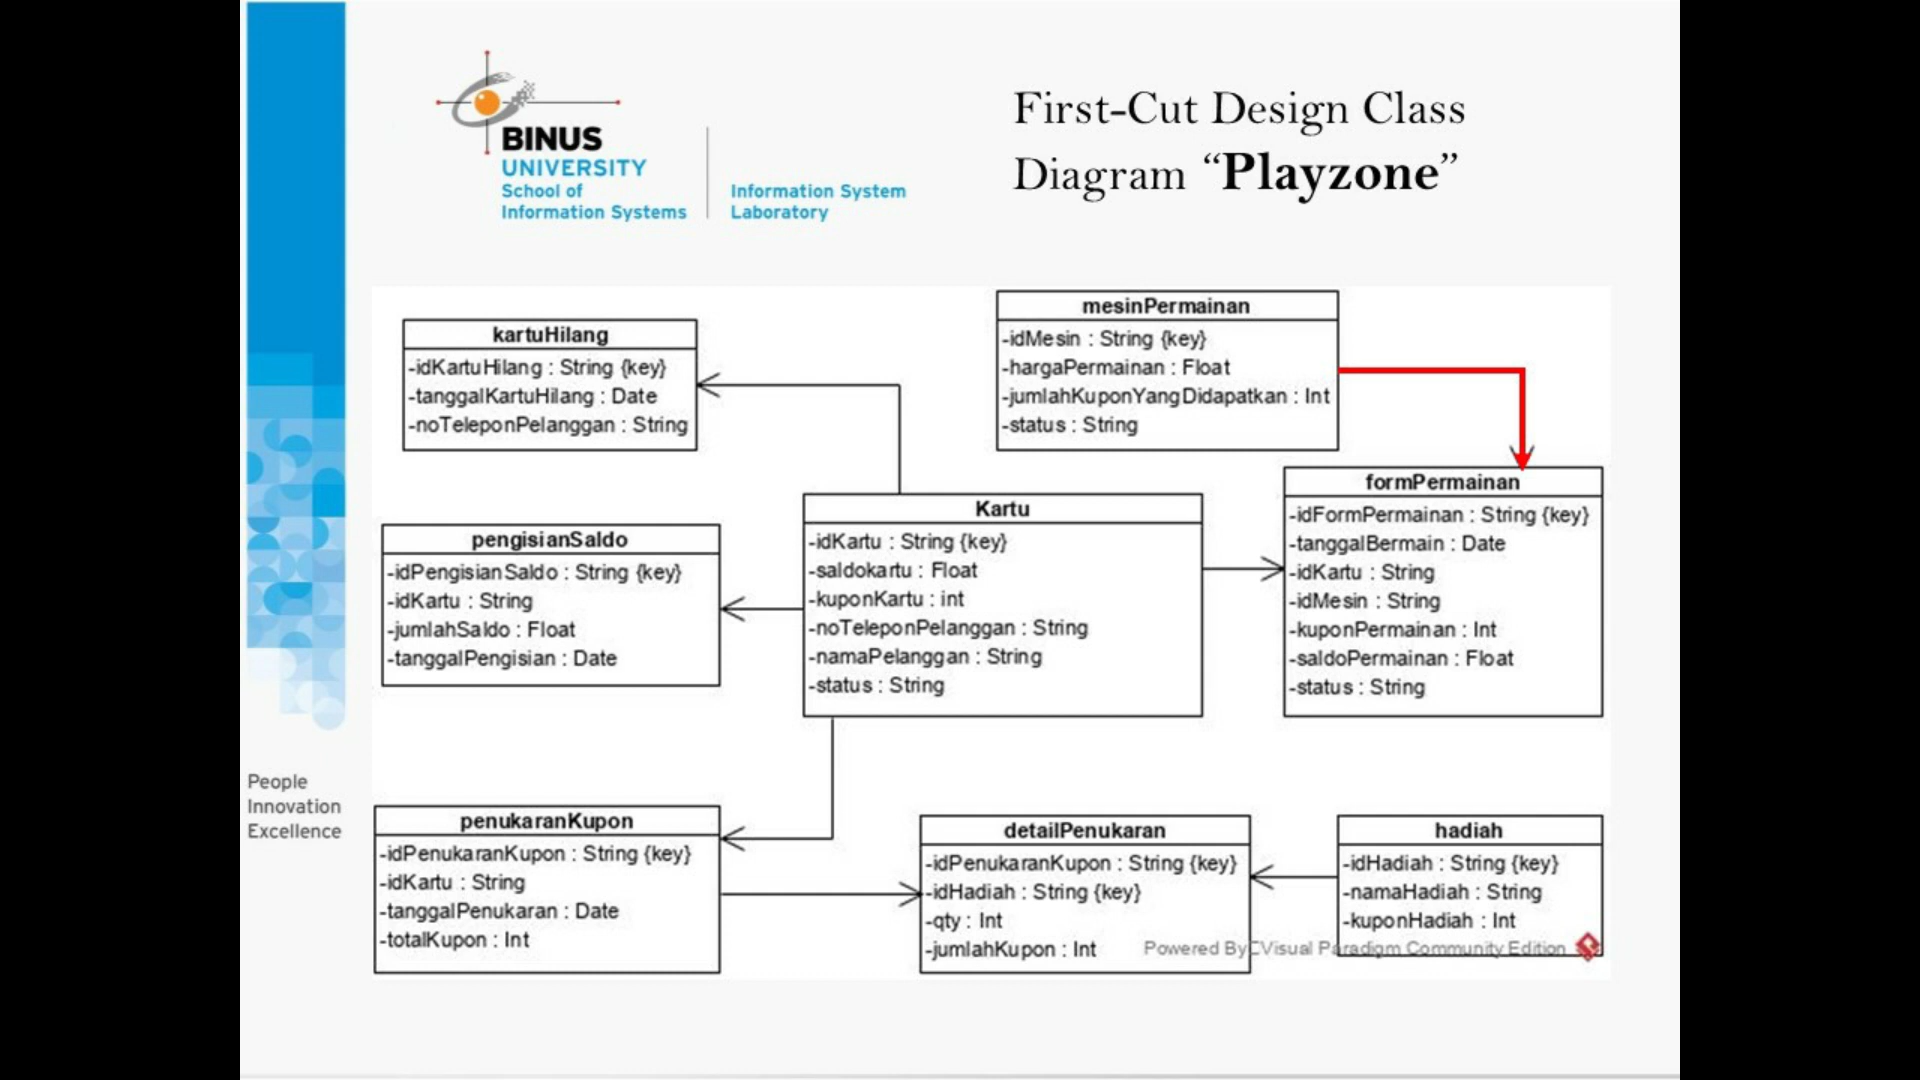 BINUS
UNIVERSITY
School of
Information Systems
Information System
Laboratory
First-Cut Design Class
Diagram “Playzone”
kartuHilang
-idKartuHilang : String {key}
-tanggalKartuHilang : Date
-noTeleponPelanggan : String
mesinPermainan
-idMesin : String {key}
-hargaPermainan : Float
-jumlahKuponYangDidapatkan : Int
-status : String
pengisianSaldo
-idPengisianSaldo : String {key}
-idKartu : String
-jumlahSaldo : Float
-tanggalPengisian : Date
Kartu
-idKartu : String {key}
-saldokartu : Float
-kuponKartu : int
-noTeleponPelanggan : String
-namaPelanggan : String
-status : String
formPermainan
-idFormPermainan : String {key}
-tanggalBermain : Date
-idKartu : String
-idMesin : String
-kuponPermainan : Int
-saldoPermainan : Float
-status : String
People
Innovation
Excellence
penukaranKupon
-idPenukaranKupon : String {key}
-idKartu : String
-tanggalPenukaran : Date
-totalKupon : Int
detailPenukaran
-idPenukaranKupon : String {key}
-idHadiah : String {key}
-qty : Int
-jumlahKupon : Int
hadiah
-idHadiah : String {key}
-namaHadiah : String
-kuponHadiah : Int
Powered By Visual Paradigm Community Edition